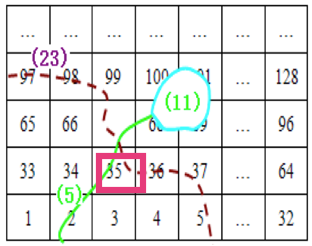 ... ... ... ... ... ... ...
(23)
97 98 99 100 ... 128
(11)
65 66 ... 96
33 34 35 36 37 ... 64
(5)
1 2 3 4 5 ... 32